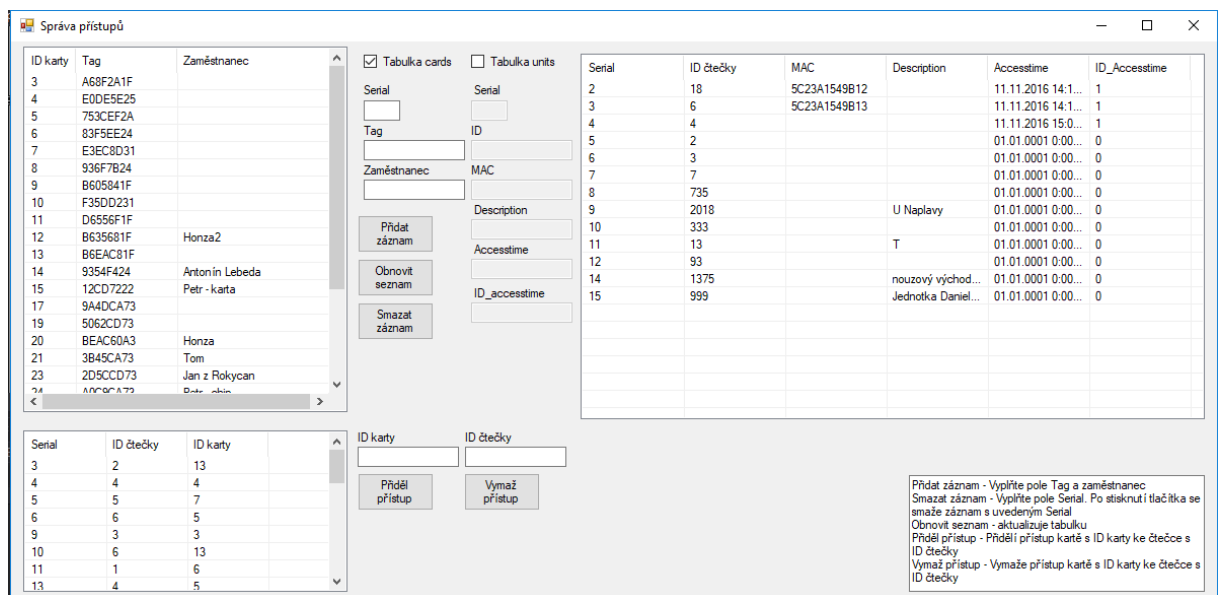 Správa přístupů
ID karty Tag Zaměstnanec
3 A68F2A1F
4 E0DE5E25
5 753CEF2A
6 83F5EE24
7 E3EC8D31
8 936F7B24
9 B605841F
10 F35DD231
11 D6556F1F
12 B635681F Honza2
13 B6EAC81F
14 9354F424 Antonín Lebeda
15 12CD7222 Petr - karta
17 9A4DCA73
19 5062CD73
20 BEAC60A3 Honza
21 3B45CA73 Tom
23 2D5CCD73 Jan z Rokycan
Tabulka cards Tabulka units
Serial Serial
Tag ID
Zaměstnanec MAC
Description
Přidat
záznam
Accesstime
Obnovit
seznam
ID_accesstime
Smazat
záznam
Serial ID čtečky MAC Description Accesstime ID_Accesstime
2 18 5C23A1549B12 11.11.2016 14:1... 1
3 6 5C23A1549B13 11.11.2016 14:1... 1
4 4 11.11.2016 15:0... 1
5 2 01.01.0001 0:00... 0
6 3 01.01.0001 0:00... 0
7 7 01.01.0001 0:00... 0
8 735 01.01.0001 0:00... 0
9 2018 U Naplavy 01.01.0001 0:00... 0
10 333 01.01.0001 0:00... 0
11 13 T 01.01.0001 0:00... 0
12 93 01.01.0001 0:00... 0
14 1375 nouzový východ... 01.01.0001 0:00... 0
15 999 Jednotka Daniel... 01.01.0001 0:00... 0
Serial ID čtečky ID karty
3 2 13
4 4 4
5 5 7
6 6 5
9 3 3
10 6 13
11 1 6
13 4 5
ID karty ID čtečky
Přiděl
přístup
Vymaž
přístup
Přidat záznam - Vyplňte pole Tag a zaměstnanec
Smazat záznam - Vyplňte pole Serial. Po stisknutí tlačítka se
smaže záznam s uvedeným Serial
Obnovit seznam - aktualizuje tabulku
Přiděl přístup - Přidělí přístup kartě s ID karty ke čtečce s
ID čtečky
Vymaž přístup - Vymaže přístup kartě s ID karty ke čtečce s
ID čtečky